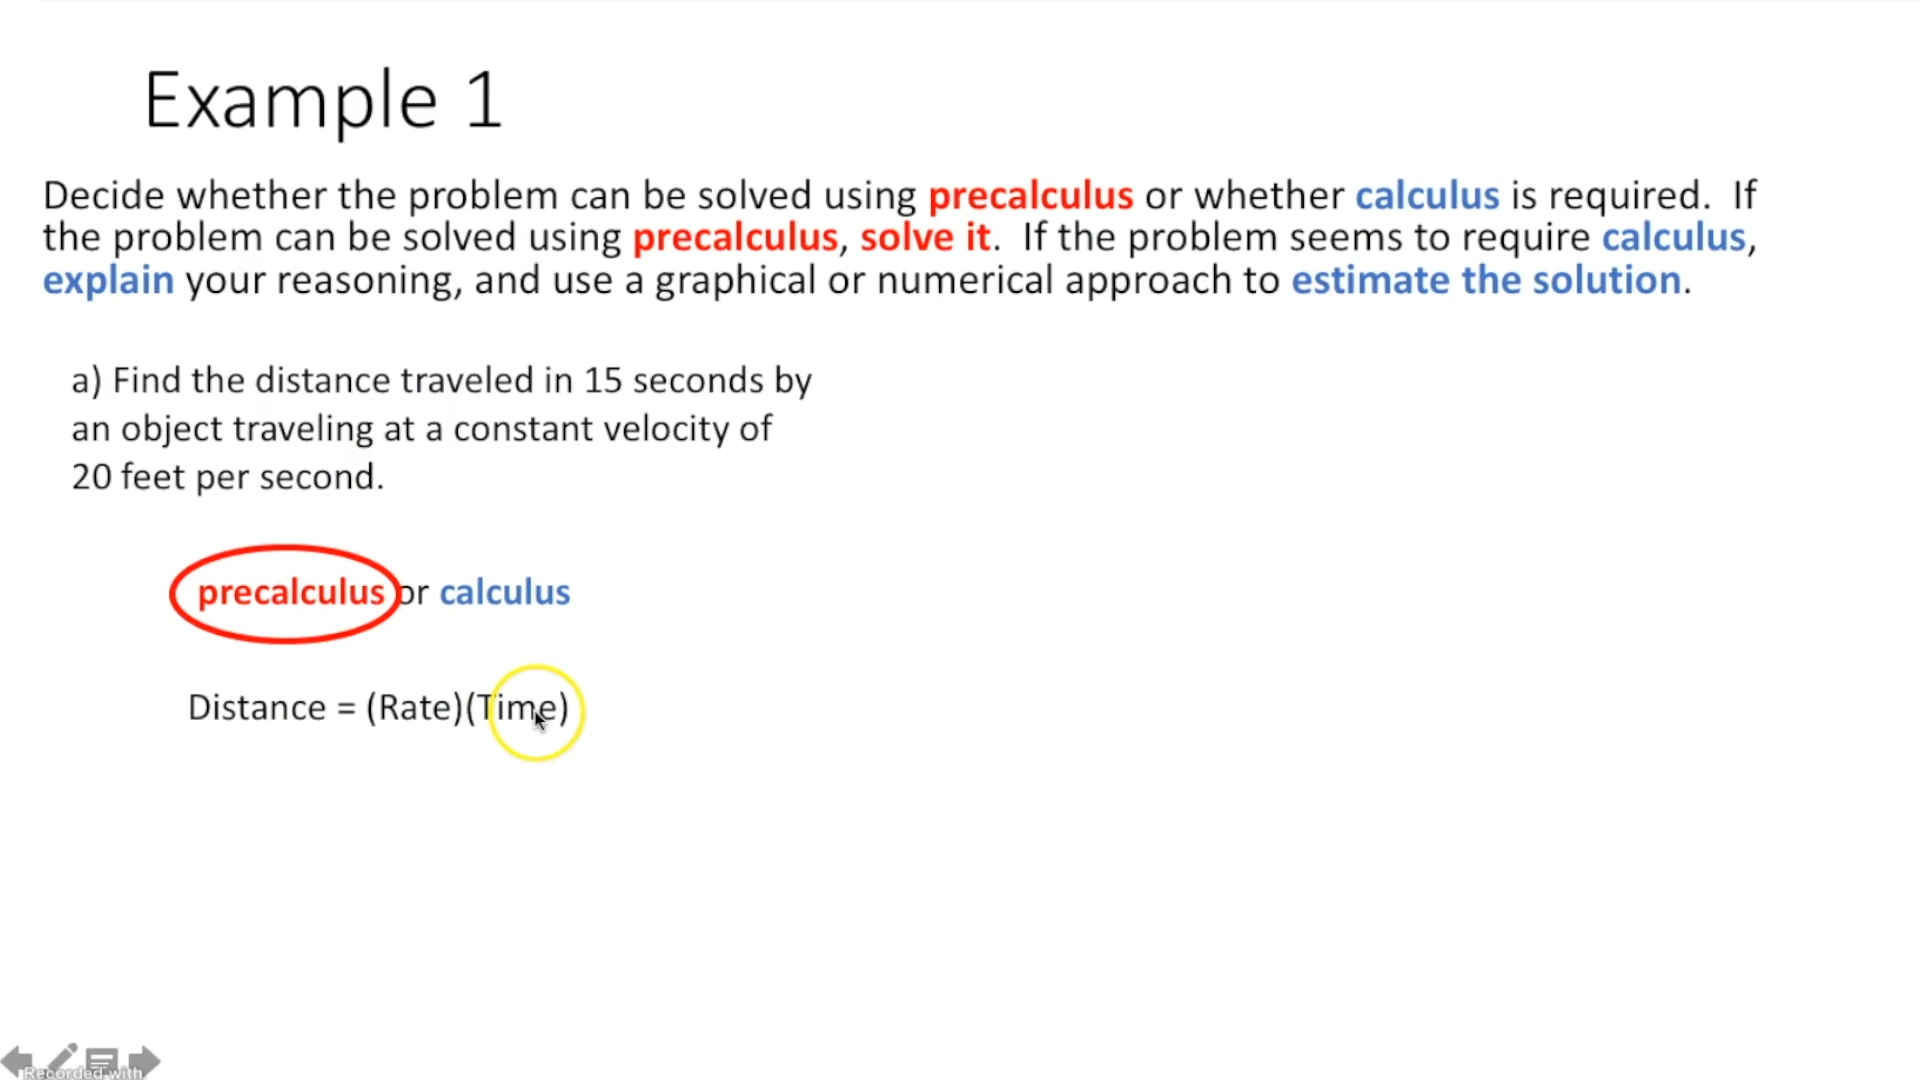 Example 1
Decide whether the problem can be solved using precalculus or whether calculus is required. If
the problem can be solved using precalculus, solve it. If the problem seems to require calculus,
explain your reasoning, and use a graphical or numerical approach to estimate the solution.
a) Find the distance traveled in 15 seconds by
an object traveling at a constant velocity of
20 feet per second.
precalculus or calculus
Distance = (Rate)(Time)
Recorded with